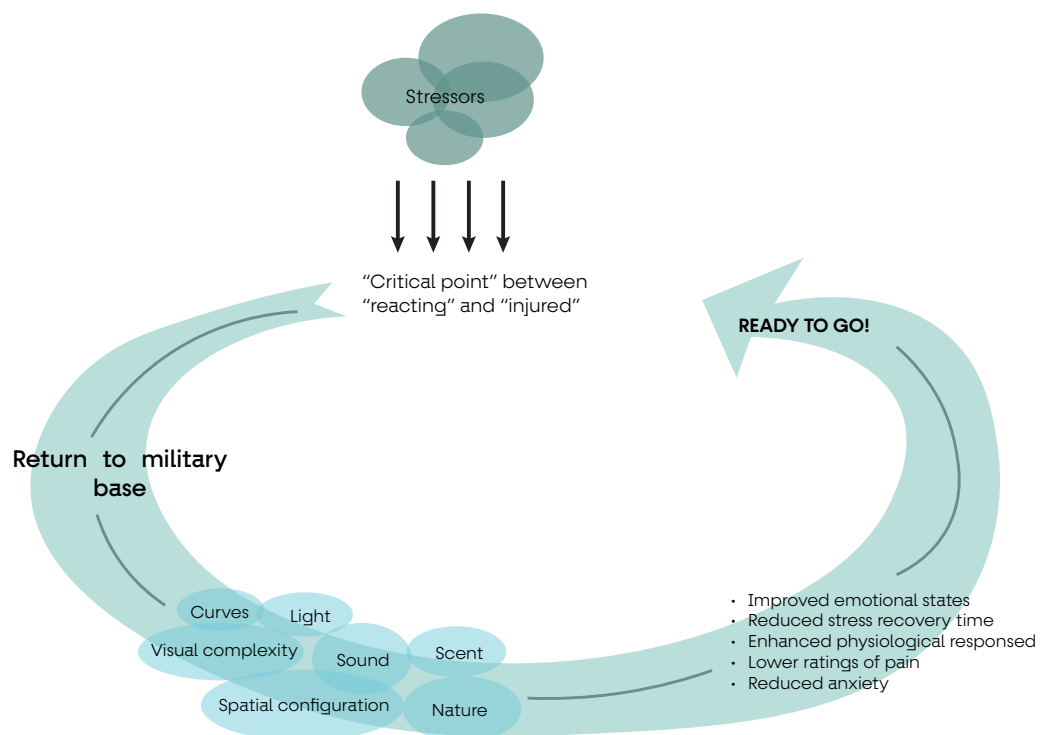 Stressors
“Critical point” between
“reacting” and “injured”
READY TO GO!
Return to military
base
Curves
Light
Visual complexity
Sound
Scent
Spatial configuration
Nature
• Improved emotional states
• Reduced stress recovery time
• Enhanced physiological responsed
• Lower ratings of pain
• Reduced anxiety